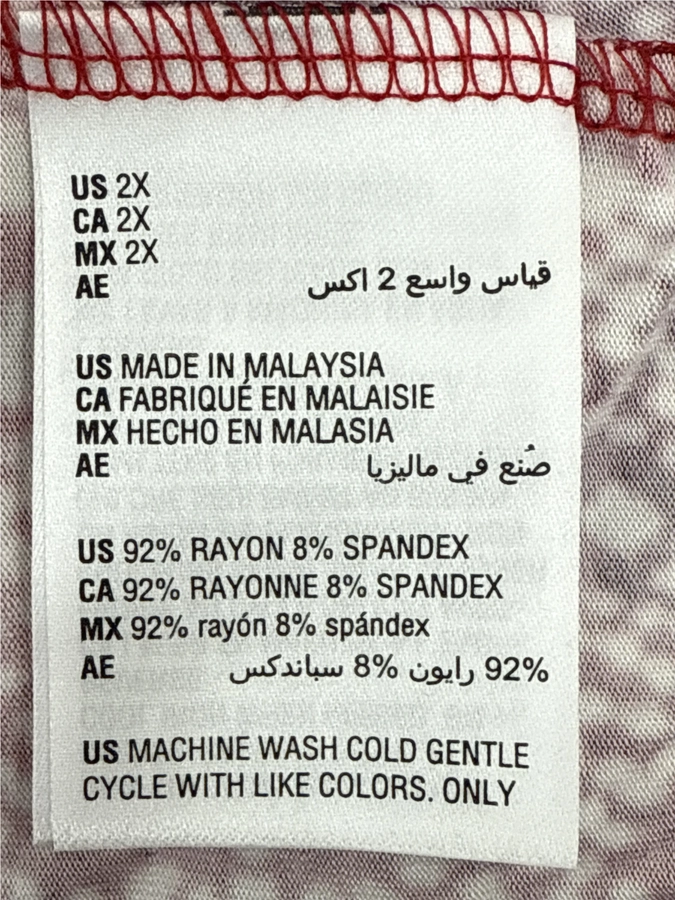 US 2X
CA 2X
MX 2X
AE قياس واسع 2 اكس
US MADE IN MALAYSIA
CA FABRIQUÉ EN MALAISIE
MX HECHO EN MALASIA
AE صُنع في ماليزيا
US 92% RAYON 8% SPANDEX
CA 92% RAYONNE 8% SPANDEX
MX 92% rayón 8% spándex
AE 92% رايون 8% سباندكس
US MACHINE WASH COLD GENTLE
CYCLE WITH LIKE COLORS. ONLY